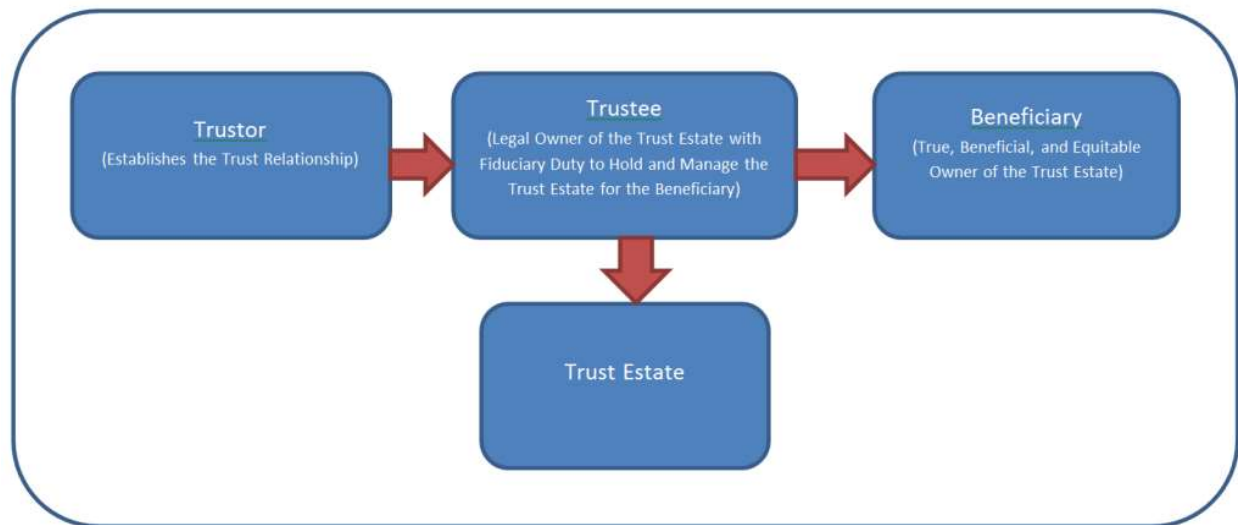 Trustor
(Establishes the Trust Relationship)
Trustee
(Legal Owner of the Trust Estate with
Fiduciary Duty to Hold and Manage the
Trust Estate for the Beneficiary)
Beneficiary
(True, Beneficial, and Equitable
Owner of the Trust Estate)
Trust Estate